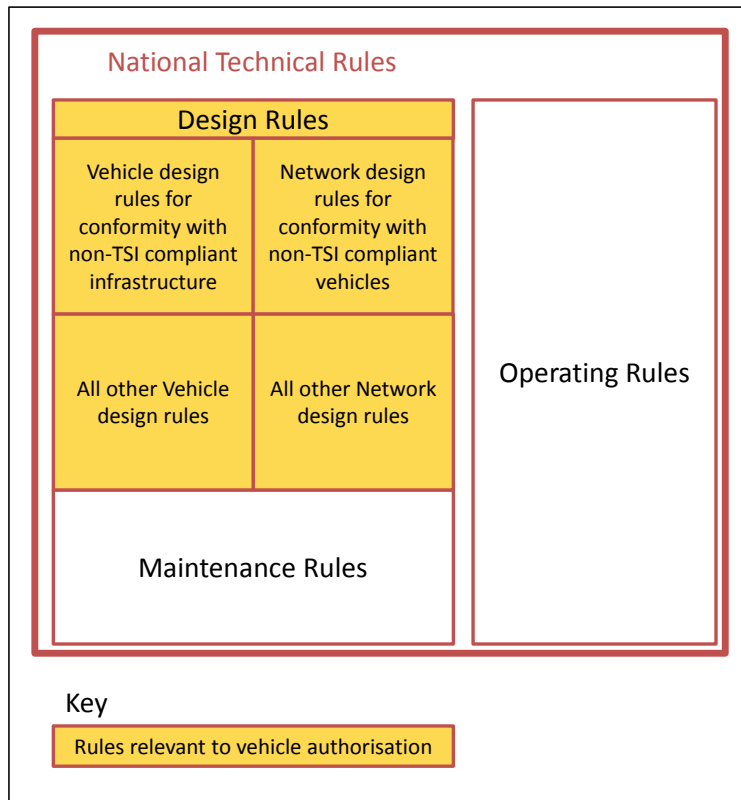 National Technical Rules
Design Rules
Vehicle design
rules for
conformity with
non-TSI compliant
infrastructure
Network design
rules for
conformity with
non-TSI compliant
vehicles
All other Vehicle
design rules
All other Network
design rules
Maintenance Rules
Operating Rules
Key
Rules relevant to vehicle authorisation